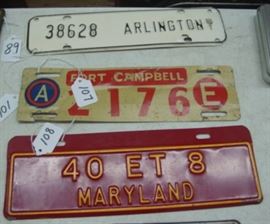 38628 ARLINGTON
89
FORT CAMPBELL
A 2176 E
107
101
108
40 ET 8
MARYLAND